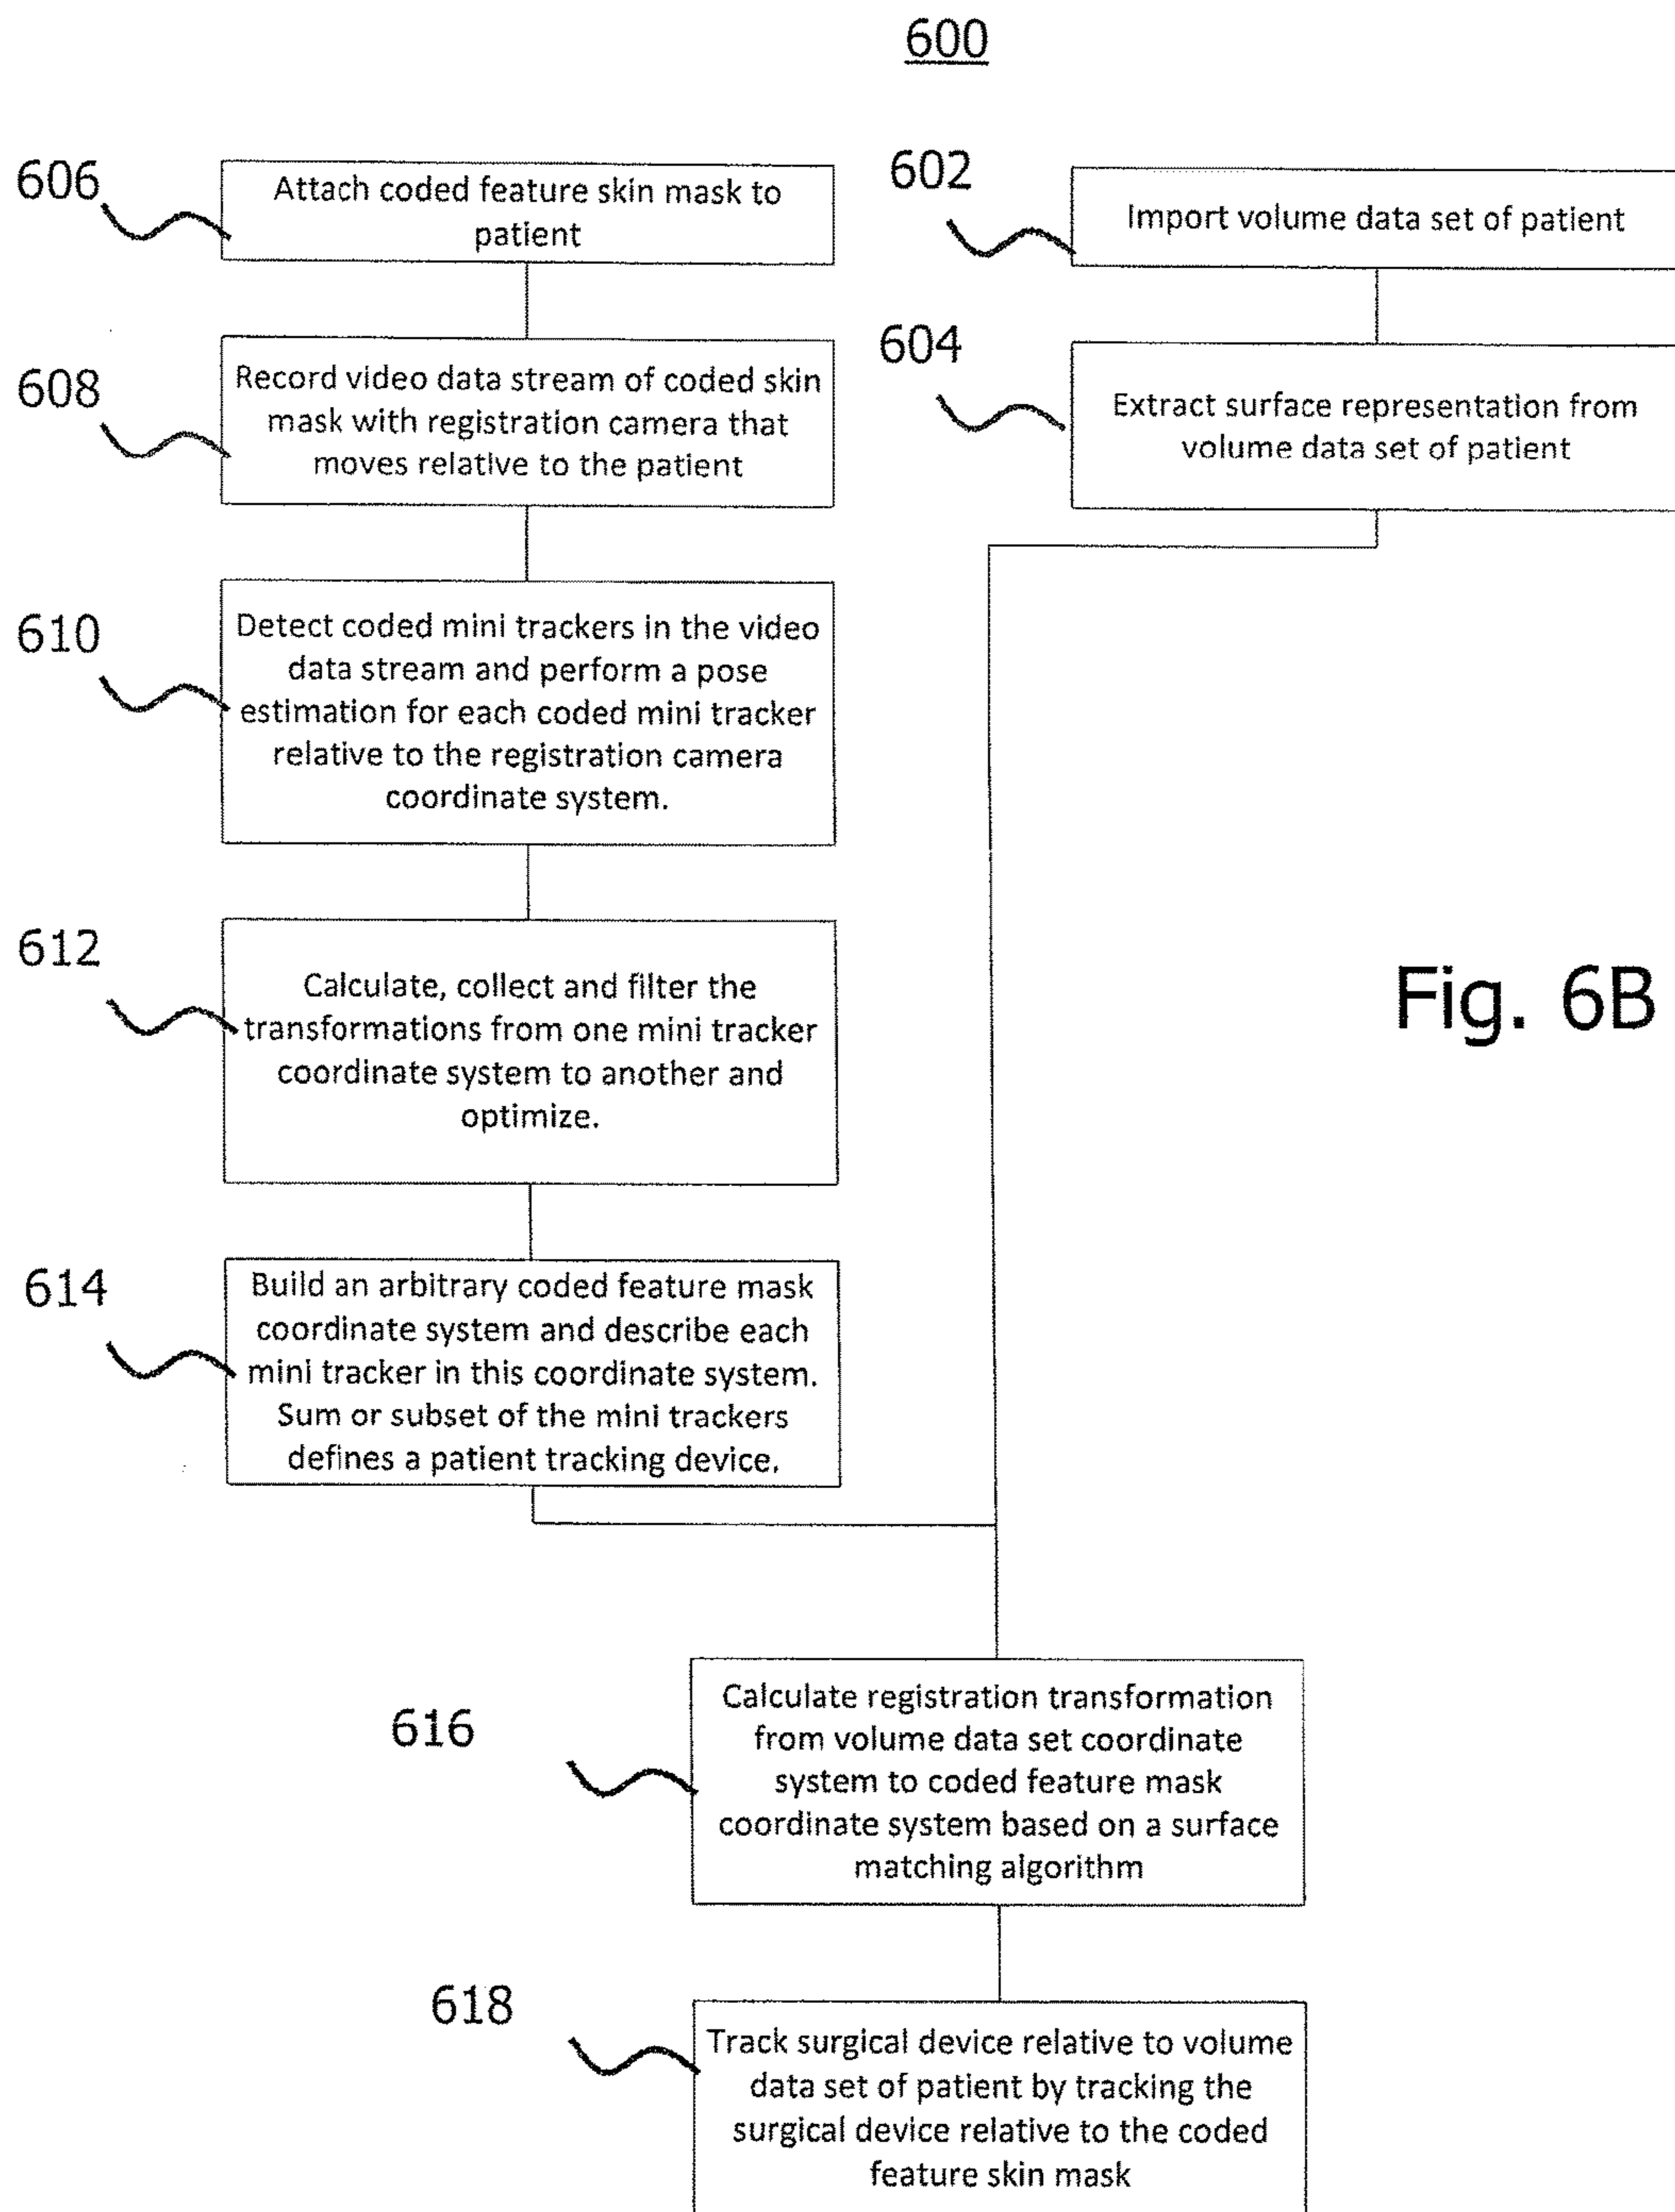 600
606
Attach coded feature skin mask to
patient
602
Import volume data set of patient
608
Record video data stream of coded skin
mask with registration camera that
moves relative to the patient
604
Extract surface representation from
volume data set of patient
610
Detect coded mini trackers in the video
data stream and perform a pose
estimation for each coded mini tracker
relative to the registration camera
coordinate system.
612
Calculate, collect and filter the
transformations from one mini tracker
coordinate system to another and
optimize.
Fig. 6B
614
Build an arbitrary coded feature mask
coordinate system and describe each
mini tracker in this coordinate system.
Sum or subset of the mini trackers
defines a patient tracking device.
616
Calculate registration transformation
from volume data set coordinate
system to coded feature mask
coordinate system based on a surface
matching algorithm
618
Track surgical device relative to volume
data set of patient by tracking the
surgical device relative to the coded
feature skin mask